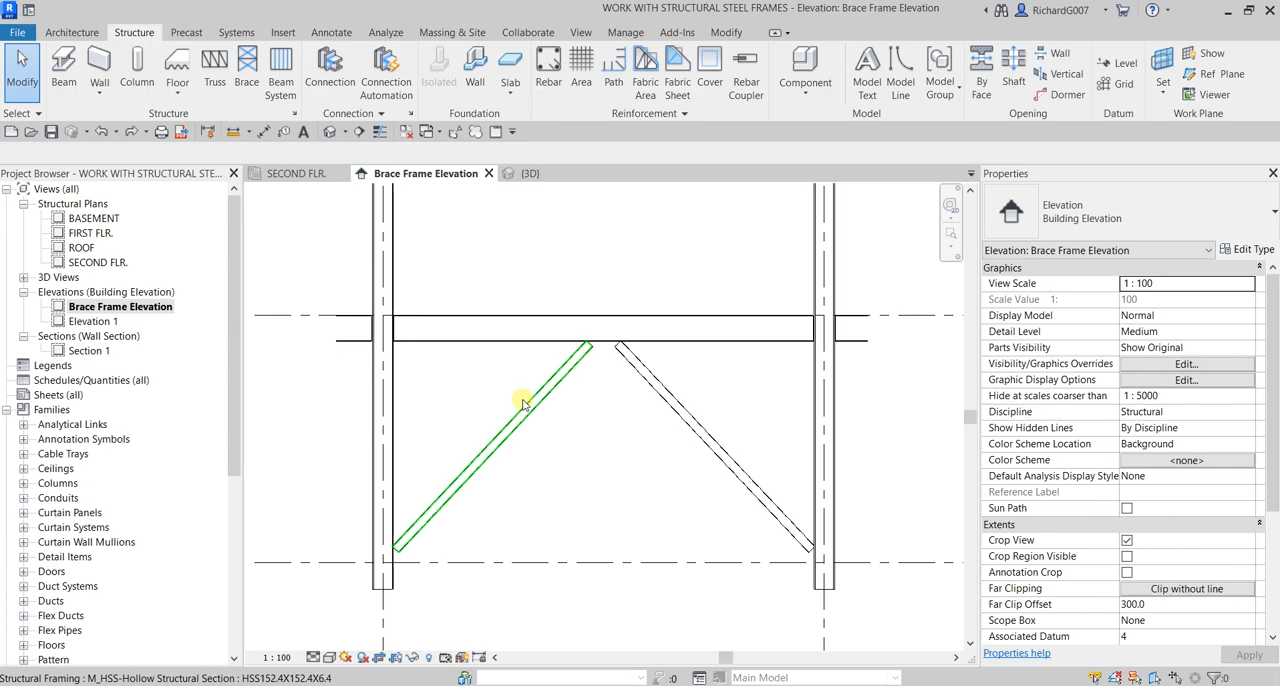 R
RVT
WORK WITH STRUCTURAL STEEL FRAMES - Elevation: Brace Frame Elevation
RichardG007
File Architecture Structure Precast Systems Insert Annotate Analyze Massing & Site Collaborate View Manage Add-Ins Modify
Modify Beam Wall Column Floor Truss Brace Beam System Connection Connection Automation Isolated Wall Slab Rebar Area Path Fabric Area Fabric Sheet Cover Rebar Coupler Component Model Text Model Line Model Group By Face Shaft Wall Vertical Dormer Level Grid Set Show Ref Plane Viewer
Select Structure Connection Foundation Reinforcement Model Opening Datum Work Plane
Project Browser - WORK WITH STRUCTURAL STE...
SECOND FLR.
Brace Frame Elevation
{3D}
Properties
Views (all)
Structural Plans
BASEMENT
FIRST FLR.
ROOF
SECOND FLR.
3D Views
Elevations (Building Elevation)
Brace Frame Elevation
Elevation 1
Sections (Wall Section)
Section 1
Legends
Schedules/Quantities (all)
Sheets (all)
Families
Analytical Links
Annotation Symbols
Cable Trays
Ceilings
Columns
Conduits
Curtain Panels
Curtain Systems
Curtain Wall Mullions
Detail Items
Doors
Duct Systems
Ducts
Flex Ducts
Flex Pipes
Floors
Pattern
Elevation
Building Elevation
Elevation: Brace Frame Elevation Edit Type
Graphics
View Scale 1 : 100
Scale Value 1: 100
Display Model Normal
Detail Level Medium
Parts Visibility Show Original
Visibility/Graphics Overrides Edit...
Graphic Display Options Edit...
Hide at scales coarser than 1 : 5000
Discipline Structural
Show Hidden Lines By Discipline
Color Scheme Location Background
Color Scheme <none>
Default Analysis Display Style None
Reference Label
Sun Path
Extents
Crop View
Crop Region Visible
Annotation Crop
Far Clipping Clip without line
Far Clip Offset 300.0
Scope Box None
Associated Datum 4
Properties help Apply
1 : 100
Structural Framing : M_HSS-Hollow Structural Section : HSS152.4X152.4X6.4
:0
Main Model
:0